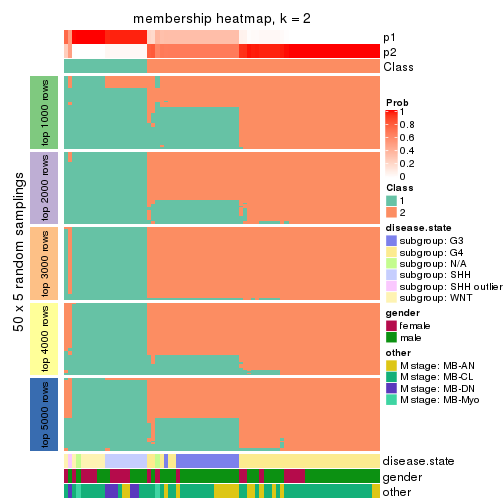 membership heatmap, k = 2
p1
p2
Class
50 x 5 random samplings
top 1000 rows
top 2000 rows
top 3000 rows
top 4000 rows
top 5000 rows
Prob
1
0.8
0.6
0.4
0.2
0
Class
1
2
disease.state
subgroup: G3
subgroup: G4
subgroup: N/A
subgroup: SHH
subgroup: SHH outlier
subgroup: WNT
gender
female
male
other
M stage: MB-AN
M stage: MB-CL
M stage: MB-DN
M stage: MB-Myo
disease.state
gender
other